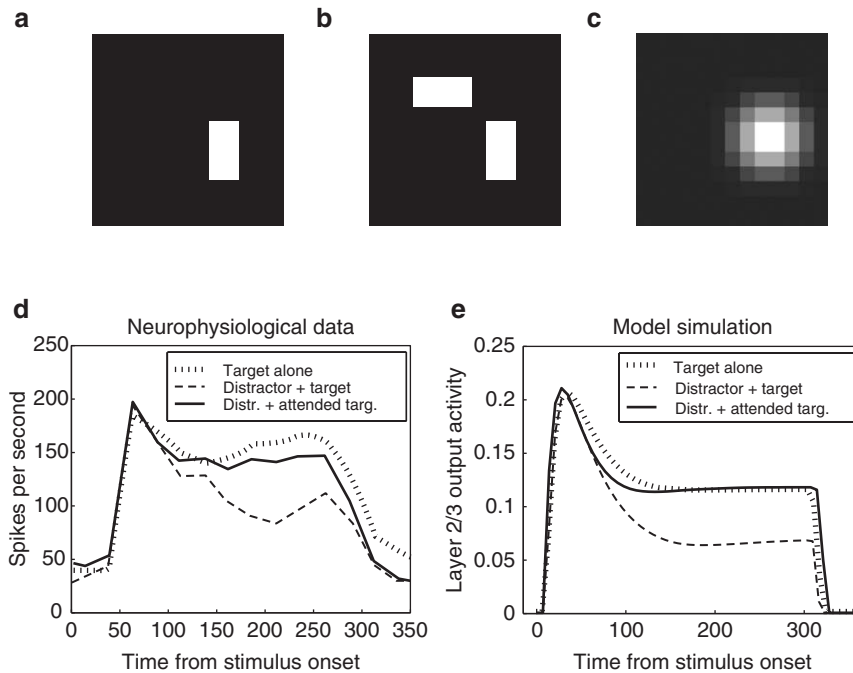 a
b
c
d
Neurophysiological data
250
200
150
100
50
0
Spikes per second
Target alone
Distractor + target
Distr. + attended targ.
0 50 100 150 200 250 300 350
Time from stimulus onset
e
Model simulation
0.25
0.2
0.15
0.1
0.05
0
Layer 2/3 output activity
Target alone
Distractor + target
Distr. + attended targ.
0 100 200 300
Time from stimulus onset